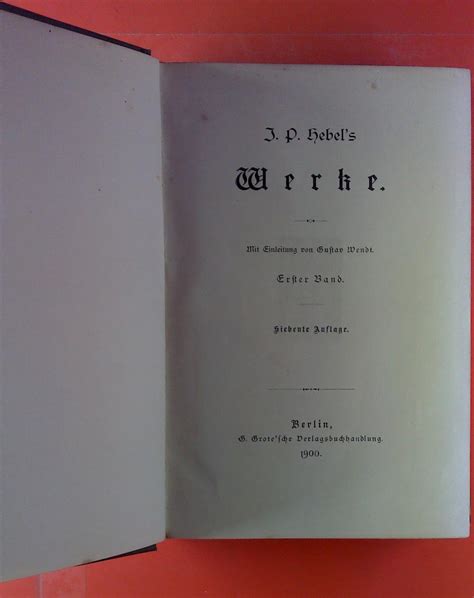 J. P. Hebel's
Werke.
Mit Einleitung von Gustav Wendt.
Erster Band.
Siebente Auflage.
Berlin,
G. Grote'sche Verlagsbuchhandlung.
1900.